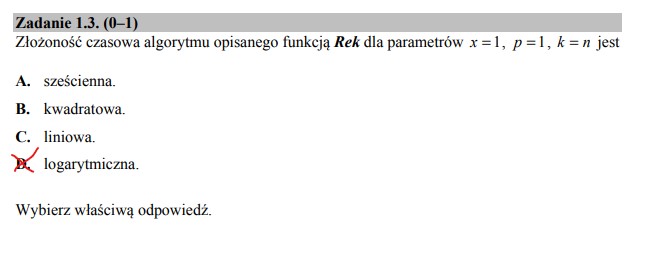 Zadanie 1.3. (0–1)
Złożoność czasowa algorytmu opisanego funkcją Rek dla parametrów x = 1, p = 1, k = n jest
A. sześcienna.
B. kwadratowa.
C. liniowa.
D. logarytmiczna.
Wybierz właściwą odpowiedź.